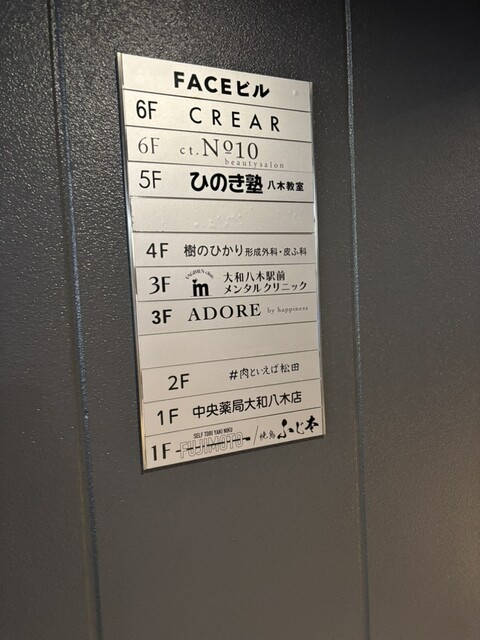 FACEビル
6F CREAR
6F ct.No10
beautysalon
5F ひのき塾 八木教室
4F 樹のひかり 形成外科・皮ふ科
3F m 大和八木駅前
メンタルクリニック
3F ADORE by happiness
2F #肉といえば松田
1F 中央薬局大和八木店
SELF TORI YAKI NIKU
1F FUJIMOTO / 焼鳥 ふじ本